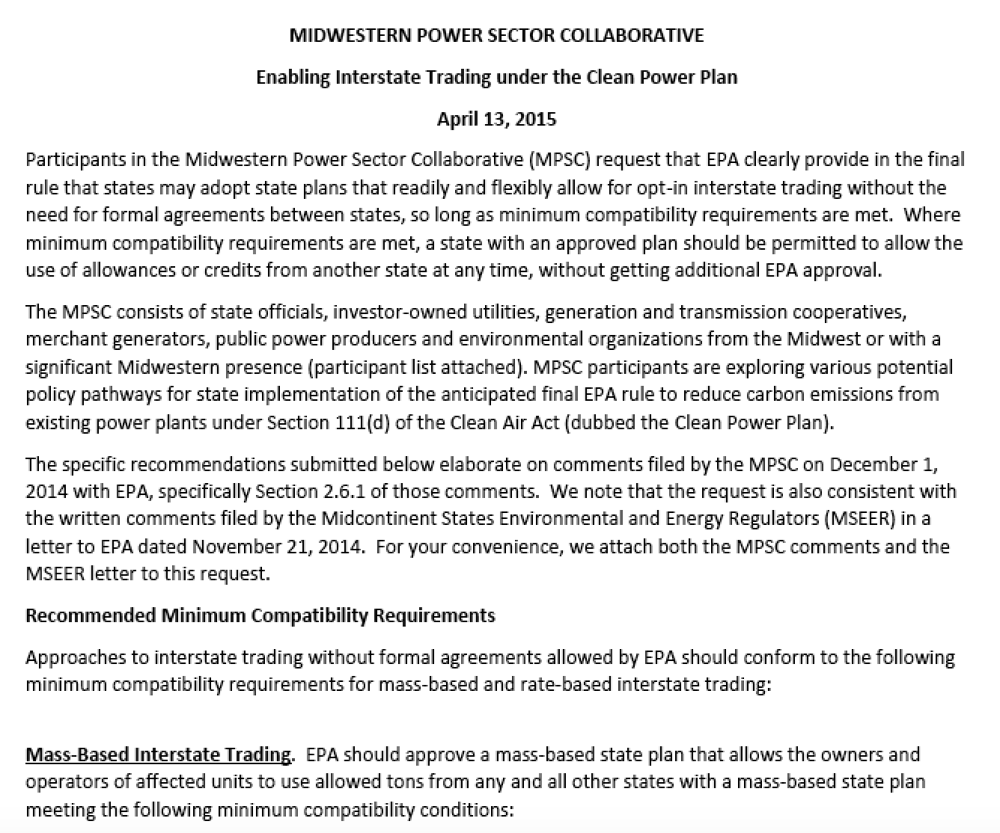 MIDWESTERN POWER SECTOR COLLABORATIVE
Enabling Interstate Trading under the Clean Power Plan
April 13, 2015
Participants in the Midwestern Power Sector Collaborative (MPSC) request that EPA clearly provide in the final
rule that states may adopt state plans that readily and flexibly allow for opt-in interstate trading without the
need for formal agreements between states, so long as minimum compatibility requirements are met.  Where
minimum compatibility requirements are met, a state with an approved plan should be permitted to allow the
use of allowances or credits from another state at any time, without getting additional EPA approval.
The MPSC consists of state officials, investor-owned utilities, generation and transmission cooperatives,
merchant generators, public power producers and environmental organizations from the Midwest or with a
significant Midwestern presence (participant list attached). MPSC participants are exploring various potential
policy pathways for state implementation of the anticipated final EPA rule to reduce carbon emissions from
existing power plants under Section 111(d) of the Clean Air Act (dubbed the Clean Power Plan).
The specific recommendations submitted below elaborate on comments filed by the MPSC on December 1,
2014 with EPA, specifically Section 2.6.1 of those comments.  We note that the request is also consistent with
the written comments filed by the Midcontinent States Environmental and Energy Regulators (MSEER) in a
letter to EPA dated November 21, 2014.  For your convenience, we attach both the MPSC comments and the
MSEER letter to this request.
Recommended Minimum Compatibility Requirements
Approaches to interstate trading without formal agreements allowed by EPA should conform to the following
minimum compatibility requirements for mass-based and rate-based interstate trading:
Mass-Based Interstate Trading.  EPA should approve a mass-based state plan that allows the owners and
operators of affected units to use allowed tons from any and all other states with a mass-based state plan
meeting the following minimum compatibility conditions: